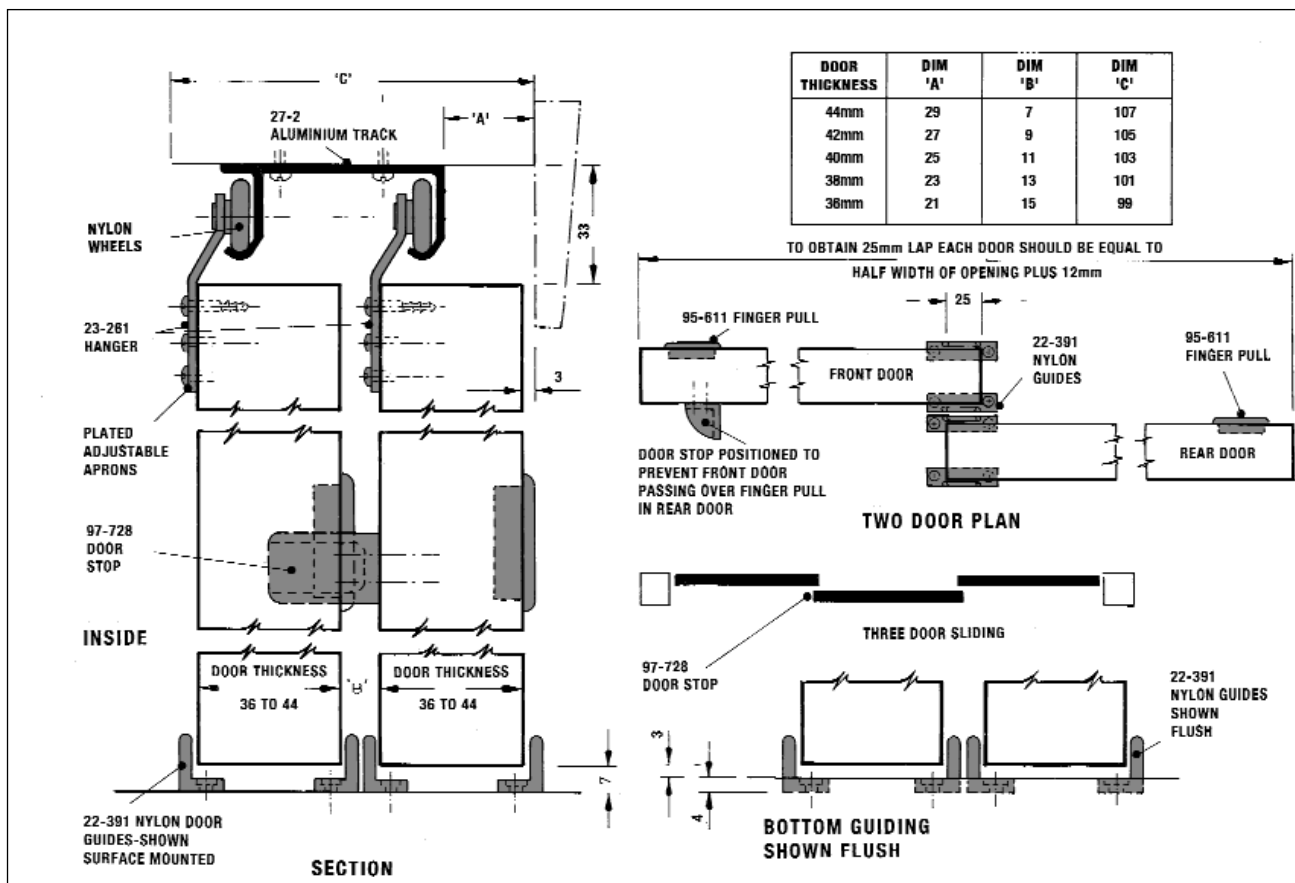 'C'
'A'
27-2
ALUMINIUM TRACK
NYLON
WHEELS
33
23-261
HANGER
3
PLATED
ADJUSTABLE
APRONS
97-728
DOOR
STOP
INSIDE
DOOR THICKNESS
36 TO 44
'B'
DOOR THICKNESS
36 TO 44
7
22-391 NYLON DOOR
GUIDES-SHOWN
SURFACE MOUNTED
SECTION
DOOR THICKNESS DIM 'A' DIM 'B' DIM 'C'
44mm 29 7 107
42mm 27 9 105
40mm 25 11 103
38mm 23 13 101
36mm 21 15 99
TO OBTAIN 25mm LAP EACH DOOR SHOULD BE EQUAL TO
HALF WIDTH OF OPENING PLUS 12mm
25
95-611 FINGER PULL
22-391
NYLON
GUIDES
95-611
FINGER PULL
FRONT DOOR
REAR DOOR
DOOR STOP POSITIONED TO
PREVENT FRONT DOOR
PASSING OVER FINGER PULL
IN REAR DOOR
TWO DOOR PLAN
THREE DOOR SLIDING
97-728
DOOR STOP
22-391
NYLON GUIDES
SHOWN
FLUSH
3
4
BOTTOM GUIDING
SHOWN FLUSH